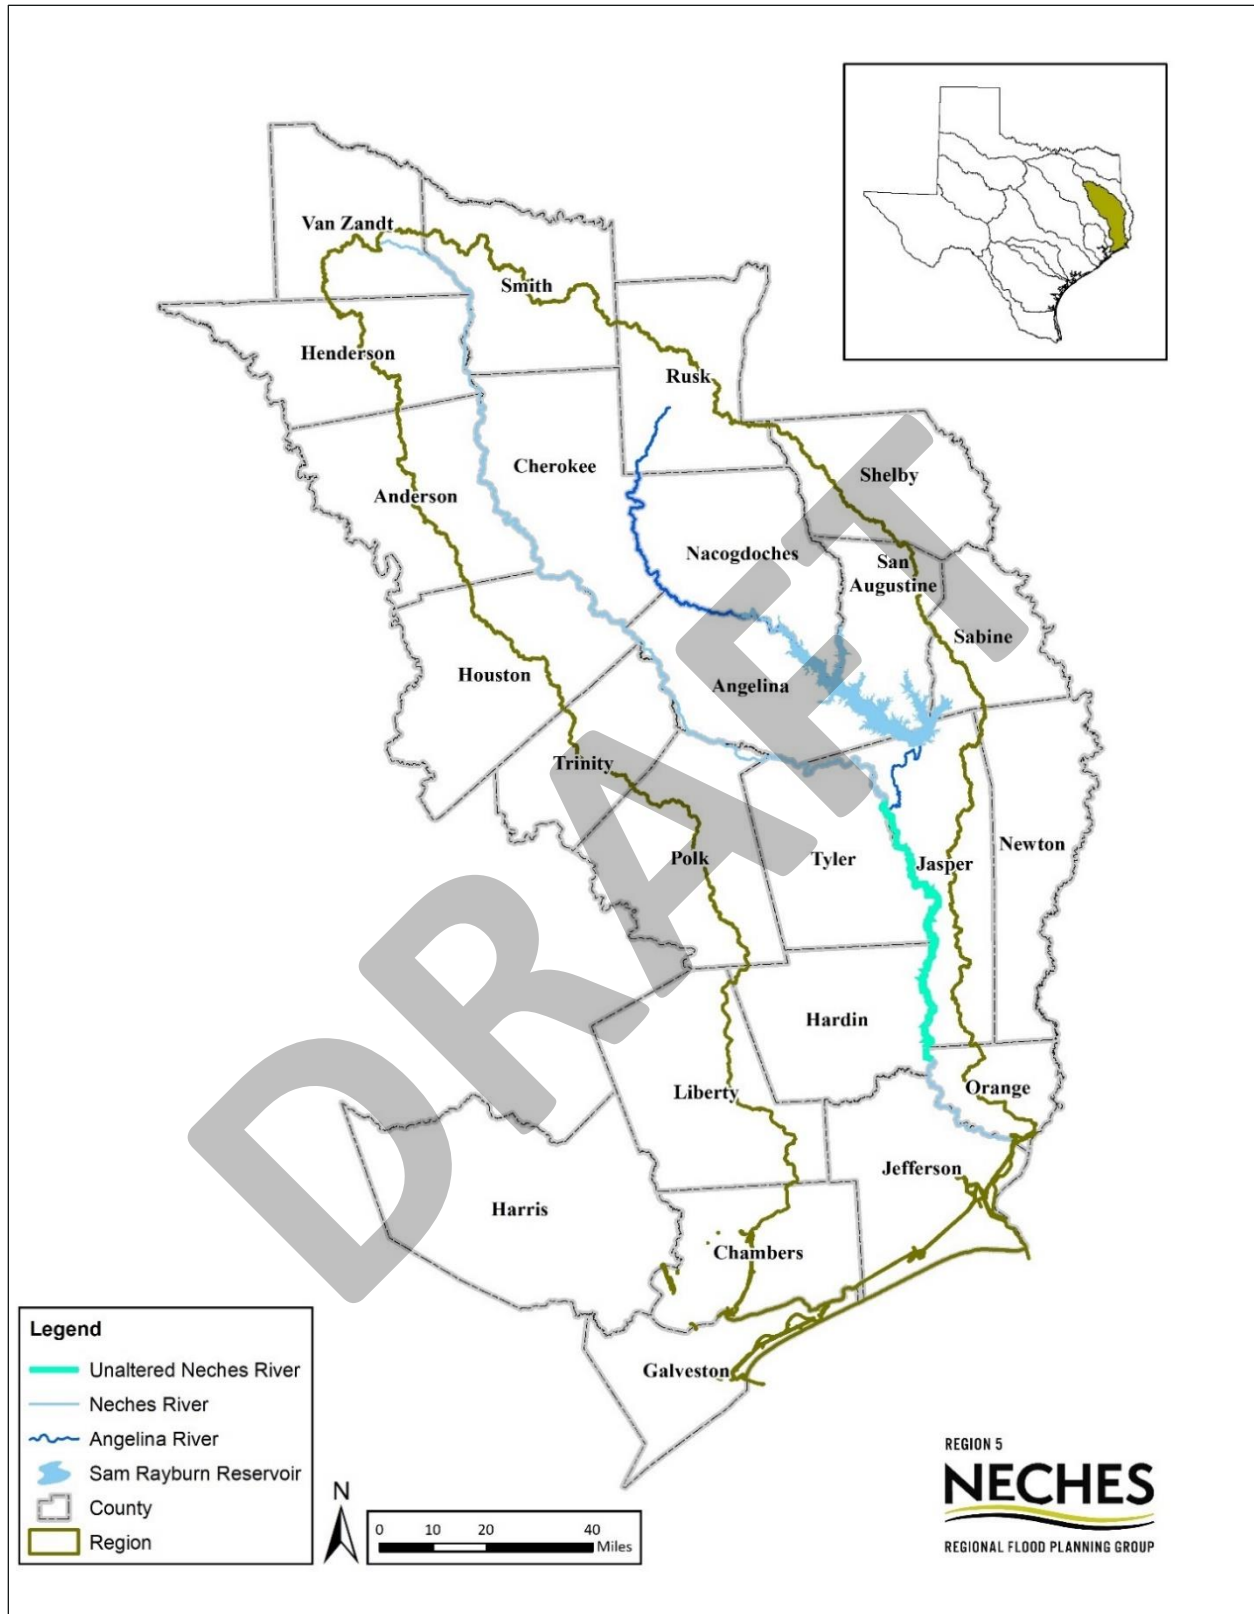 Van Zandt
Smith
Henderson
Rusk
Cherokee
Shelby
Anderson
Nacogdoches
San
Augustine
Sabine
Houston
Angelina
Trinity
Polk
Tyler
Jasper
Newton
Hardin
Liberty
Orange
Jefferson
Harris
Chambers
Galveston
DRAFT
Legend
Unaltered Neches River
Neches River
Angelina River
Sam Rayburn Reservoir
County
Region
N
0 10 20 40
Miles
REGION 5
NECHES
REGIONAL FLOOD PLANNING GROUP